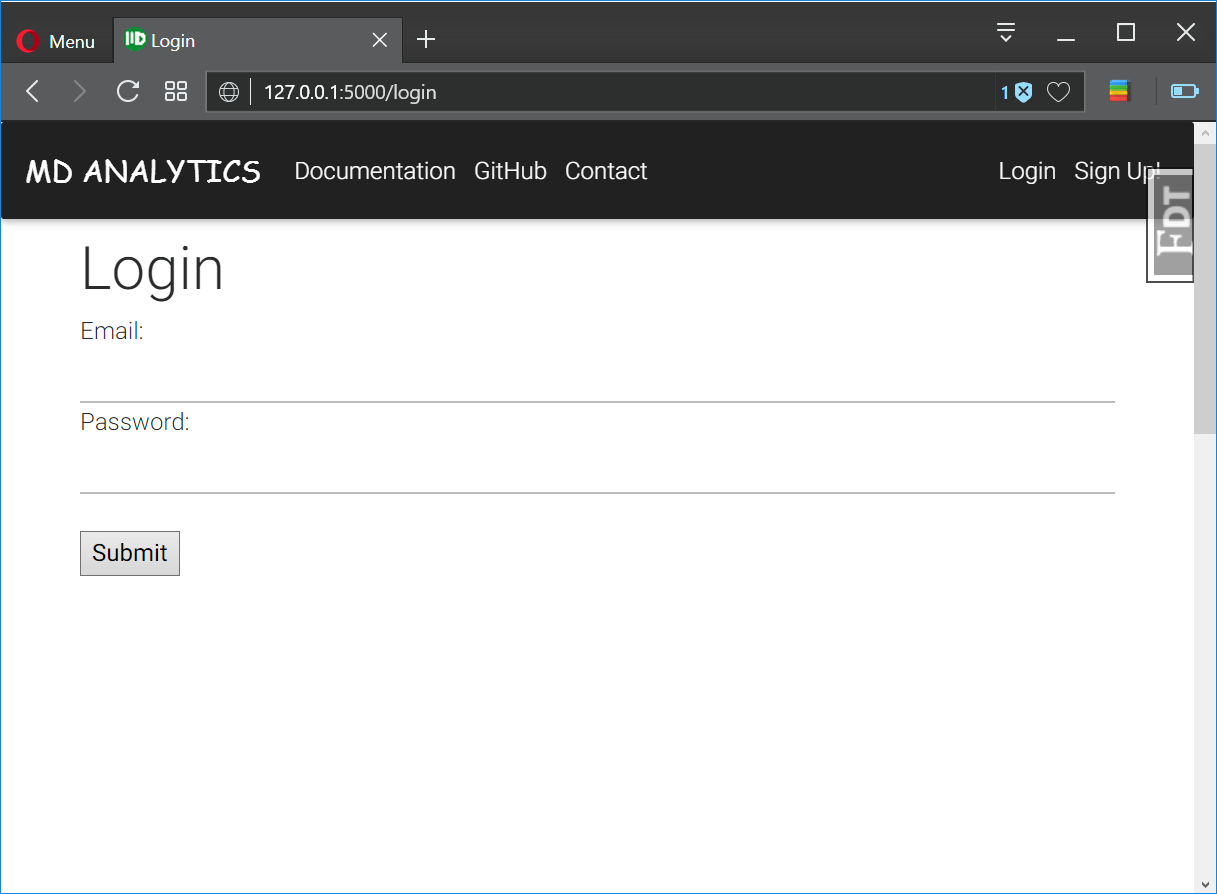 Menu
Login
127.0.0.1:5000/login
1
MD ANALYTICS Documentation GitHub Contact Login Sign Up!
FDT
Login
Email:
Password:
Submit